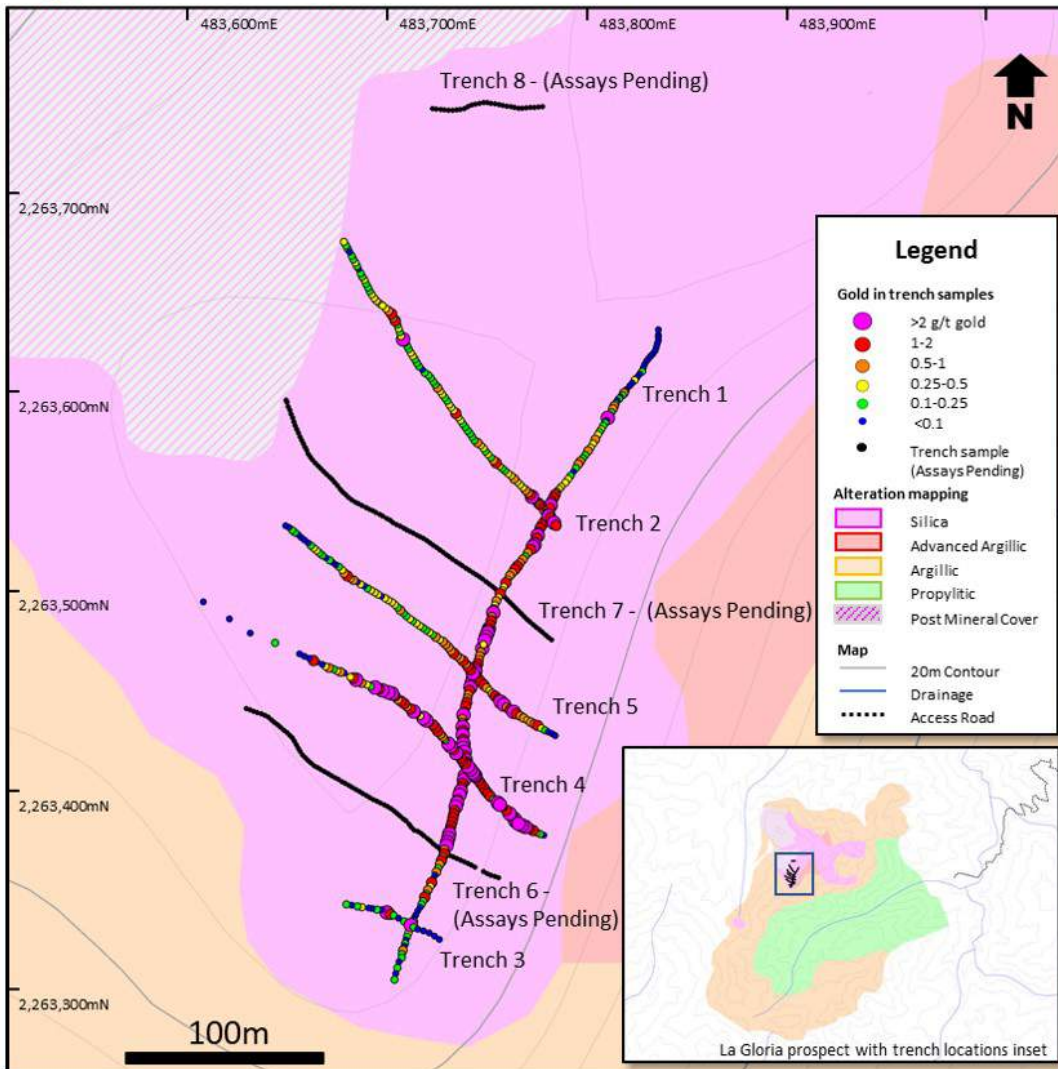 483,600mE
483,700mE
483,800mE
483,900mE
Trench 8 - (Assays Pending)
N
2,263,700mN
2,263,600mN
2,263,500mN
2,263,400mN
2,263,300mN
Trench 1
Trench 2
Trench 7 - (Assays Pending)
Trench 5
Trench 4
Trench 6 -
(Assays Pending)
Trench 3
100m
Legend
Gold in trench samples
>2 g/t gold
1-2
0.5-1
0.25-0.5
0.1-0.25
<0.1
Trench sample
(Assays Pending)
Alteration mapping
Silica
Advanced Argillic
Argillic
Propylitic
Post Mineral Cover
Map
20m Contour
Drainage
Access Road
La Gloria prospect with trench locations inset